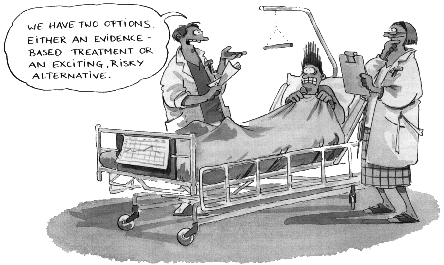 WE HAVE TWO OPTIONS.
EITHER AN EVIDENCE-
BASED TREATMENT OR
AN EXCITING, RISKY
ALTERNATIVE.